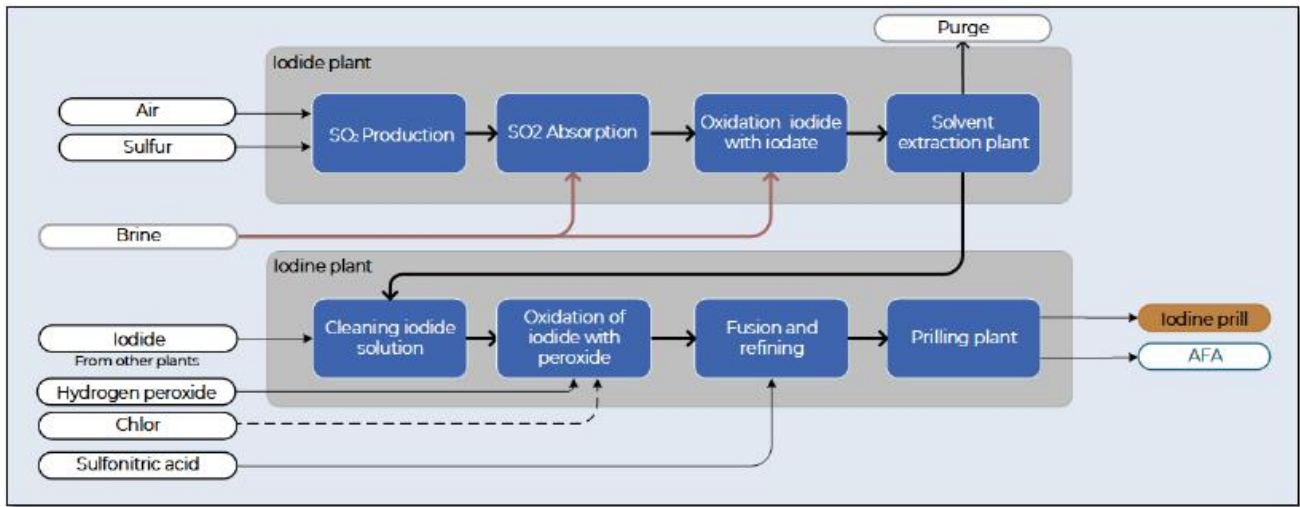 Purge
Iodide plant
Air
Sulfur
SO₂ Production
SO2 Absorption
Oxidation iodide
with iodate
Solvent
extraction plant
Brine
Iodine plant
Iodide
From other plants
Hydrogen peroxide
Chlor
Sulfonitric acid
Cleaning iodide
solution
Oxidation of
iodide with
peroxide
Fusion and
refining
Prilling plant
Iodine prill
AFA